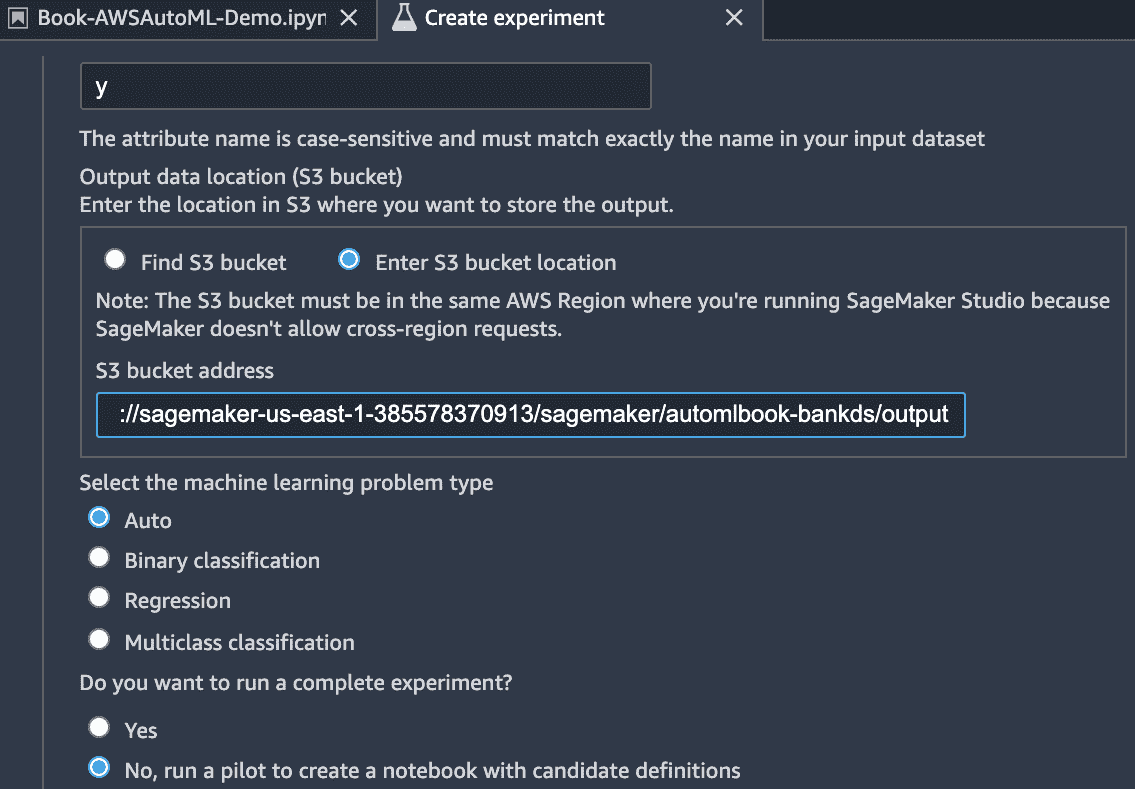 Book-AWSAutoML-Demo.ipyn
Create experiment
y
The attribute name is case-sensitive and must match exactly the name in your input dataset
Output data location (S3 bucket)
Enter the location in S3 where you want to store the output.
Find S3 bucket Enter S3 bucket location
Note: The S3 bucket must be in the same AWS Region where you're running SageMaker Studio because
SageMaker doesn't allow cross-region requests.
S3 bucket address
://sagemaker-us-east-1-385578370913/sagemaker/automlbook-bankds/output
Select the machine learning problem type
Auto
Binary classification
Regression
Multiclass classification
Do you want to run a complete experiment?
Yes
No, run a pilot to create a notebook with candidate definitions